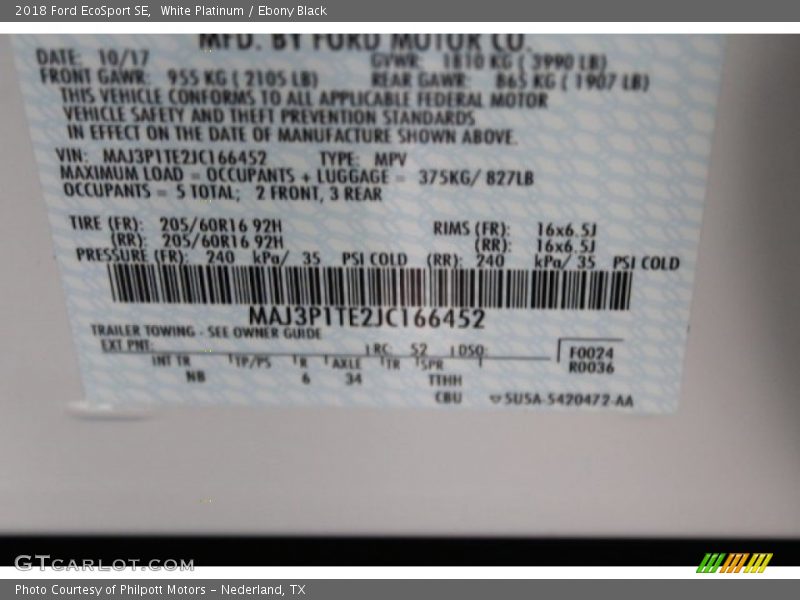 2018 Ford EcoSport SE, White Platinum / Ebony Black
MFD. BY FORD MOTOR CO.
DATE: 10/17 GVWR: 1810 KG ( 3990 LB)
FRONT GAWR: 955 KG ( 2105 LB) REAR GAWR: 865 KG ( 1907 LB)
THIS VEHICLE CONFORMS TO ALL APPLICABLE FEDERAL MOTOR
VEHICLE SAFETY AND THEFT PREVENTION STANDARDS
IN EFFECT ON THE DATE OF MANUFACTURE SHOWN ABOVE.
VIN: MAJ3P1TE2JC166452 TYPE: MPV
MAXIMUM LOAD = OCCUPANTS + LUGGAGE = 375KG/ 827LB
OCCUPANTS = 5 TOTAL; 2 FRONT, 3 REAR
TIRE (FR): 205/60R16 92H RIMS (FR): 16x6.5J
(RR): 205/60R16 92H (RR): 16x6.5J
PRESSURE (FR): 240 kPa/ 35 PSI COLD (RR): 240 kPa/ 35 PSI COLD
MAJ3P1TE2JC166452
TRAILER TOWING - SEE OWNER GUIDE
EXT PNT: RC: 52 DSO: F0024
R0036
INT TR TP/PS R AXLE TR SPR
NB 6 34 TTHH
CBU 5U5A-5420472-AA
GTCARLOT.COM
Photo Courtesy of Philpott Motors - Nederland, TX